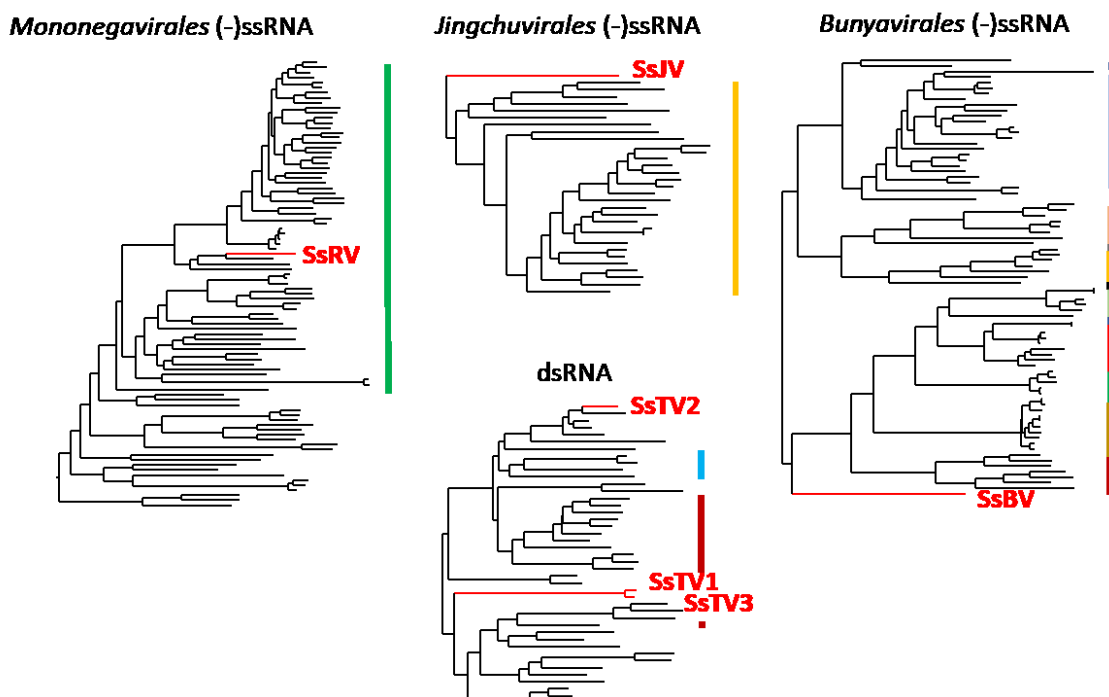 Mononegavirales (-)ssRNA
Jingchuvirales (-)ssRNA
Bunyavirales (-)ssRNA
SsJV
SsRV
dsRNA
SsTV2
SsBV
SsTV1
SsTV3